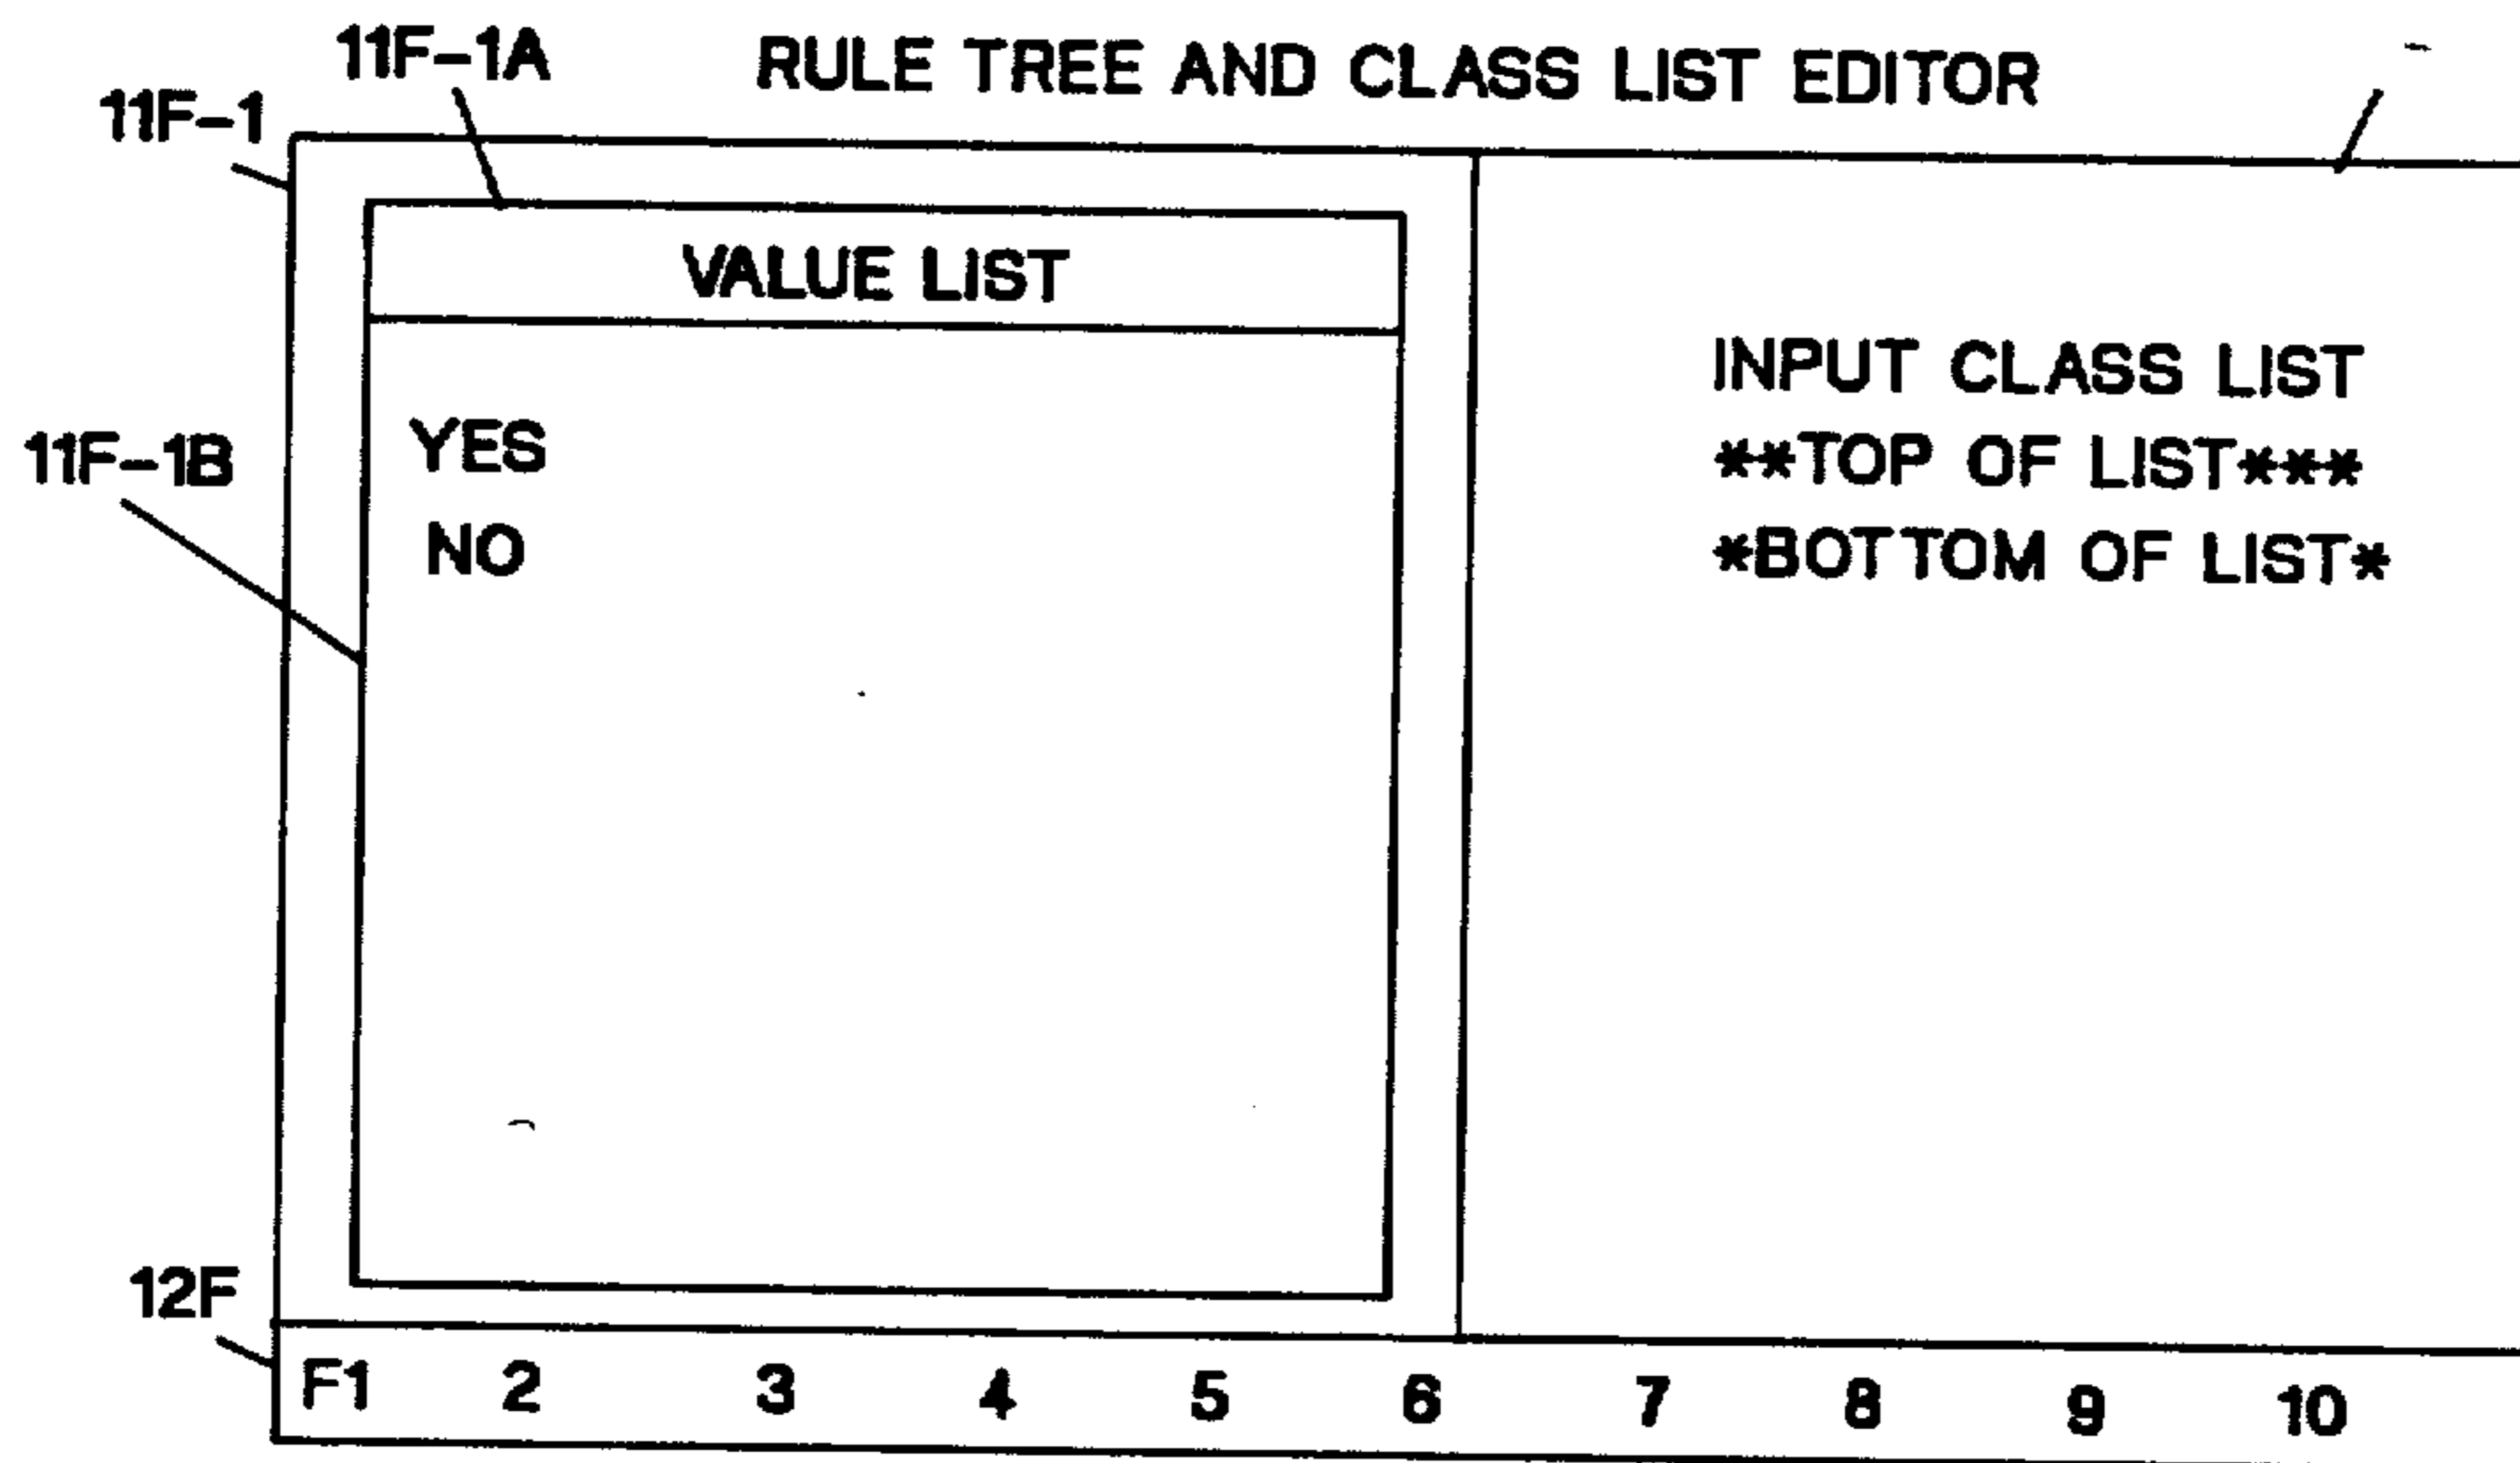 11F-1A RULE TREE AND CLASS LIST EDITOR
11F-1
VALUE LIST
INPUT CLASS LIST
YES
**TOP OF LIST***
11F-1B
NO
*BOTTOM OF LIST*
12F
F1 2 3 4 5 6 7 8 9 10